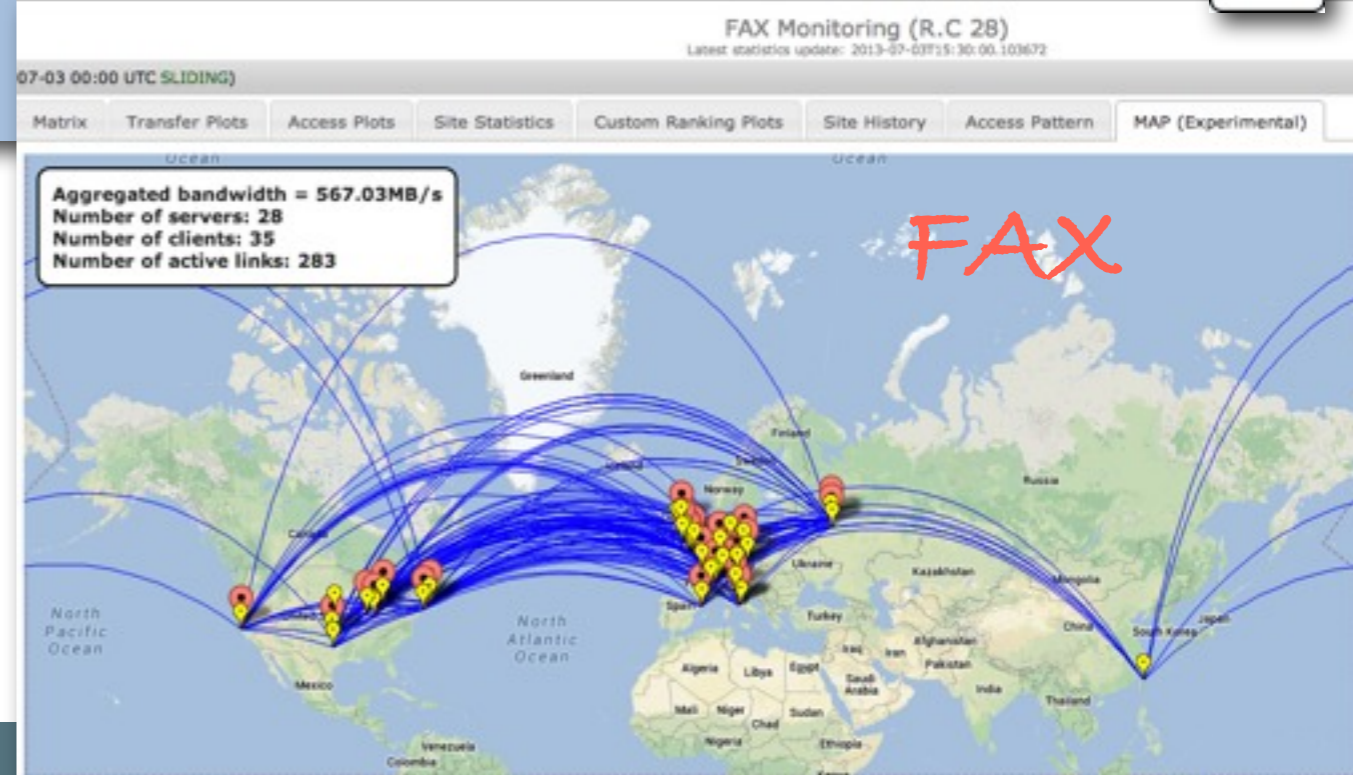 FAX Monitoring (R.C 28)
Latest statistics update: 2013-07-03T15:30:00.103672
07-03 00:00 UTC SLIDING)
Matrix Transfer Plots Access Plots Site Statistics Custom Ranking Plots Site History Access Pattern MAP (Experimental)
Ocean Ocean
Aggregated bandwidth = 567.03MB/s
Number of servers: 28
Number of clients: 35
Number of active links: 283
FAX
Greenland
Finland
Norway
Russia
Ukraine
Kazakhstan
Mongolia
North
Pacific
Ocean
North
Atlantic
Ocean
Spain
Turkey
China
South Korea
Japan
Iraq
Iran
Afghanistan
Pakistan
Algeria
Libya
Egypt
Saudi
Arabia
India
Thailand
Mexico
Mali
Niger
Chad
Sudan
Nigeria
Ethiopia
Venezuela
Colombia